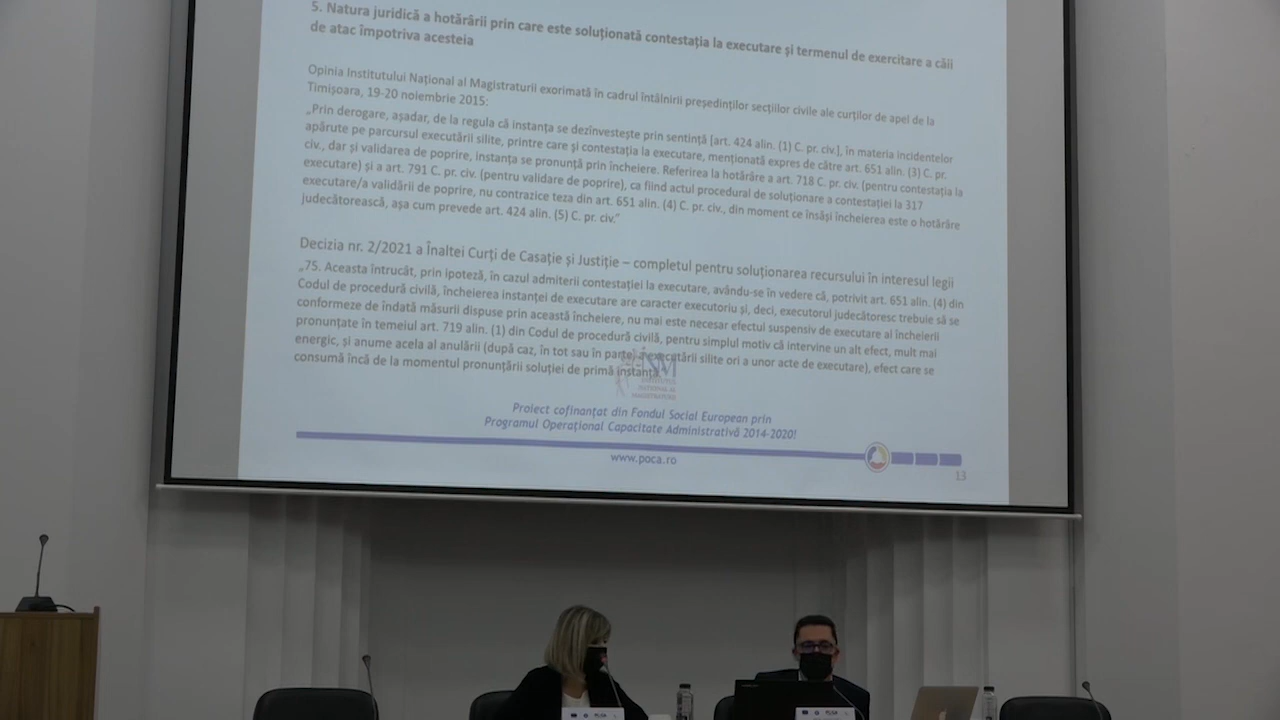 5. Natura juridică a hotărârii prin care este soluționată contestația la executare și termenul de exercitare a căii
de atac împotriva acesteia
Opinia Institutului Național al Magistraturii exorimată în cadrul întâlnirii președinților secțiilor civile ale curților de apel de la
Timișoara, 19-20 noiembrie 2015:
„Prin derogare, așadar, de la regula că instanța se dezînvestește prin sentință [art. 424 alin. (1) C. pr. civ.], în materia incidentelor
apărute pe parcursul executării silite, printre care și contestația la executare, menționată expres de către art. 651 alin. (3) C. pr.
civ., dar și validarea de poprire, instanța se pronunță prin încheiere. Referirea la hotărâre a art. 718 C. pr. civ. (pentru contestația la
executare) și a art. 791 C. pr. civ. (pentru validare de poprire), ca fiind actul procedural de soluționare a contestației la 317
executare/a validării de poprire, nu contrazice teza din art. 651 alin. (4) C. pr. civ., din moment ce însăși încheierea este o hotărâre
judecătorească, așa cum prevede art. 424 alin. (5) C. pr. civ.”
Decizia nr. 2/2021 a Înaltei Curți de Casație și Justiție – completul pentru soluționarea recursului în interesul legii
„75. Aceasta întrucât, prin ipoteză, în cazul admiterii contestației la executare, avându-se în vedere că, potrivit art. 651 alin. (4) din
Codul de procedură civilă, încheierea instanței de executare are caracter executoriu și, deci, executorul judecătoresc trebuie să se
conformeze de îndată măsurii dispuse prin această încheiere, nu mai este necesar efectul suspensiv de executare al încheierii
pronunțate în temeiul art. 719 alin. (1) din Codul de procedură civilă, pentru simplul motiv că intervine un alt efect, mult mai
energic, și anume acela al anulării (după caz, în tot sau în parte) a executării silite ori a unor acte de executare), efect care se
consumă încă de la momentul pronunțării soluției de primă instanță.
INSTITUTUL
NAȚIONAL AL
MAGISTRATURII
Proiect cofinanțat din Fondul Social European prin
Programul Operațional Capacitate Administrativă 2014-2020!
www.poca.ro
13